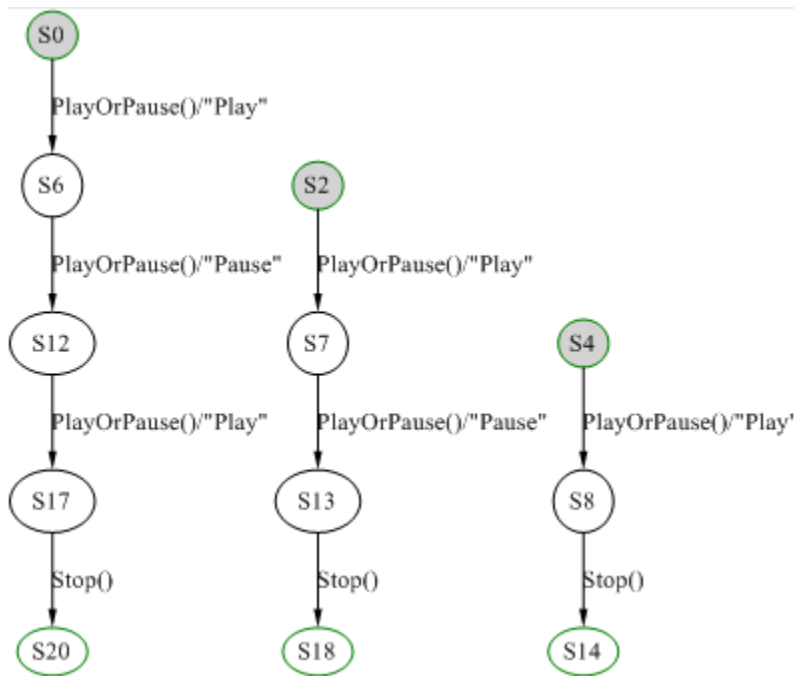 S0
PlayOrPause()/"Play"
S6
S2
PlayOrPause()/"Pause"
PlayOrPause()/"Play"
S12
S7
S4
PlayOrPause()/"Play"
PlayOrPause()/"Pause"
PlayOrPause()/"Play'
S17
S13
S8
Stop()
Stop()
Stop()
S20
S18
S14